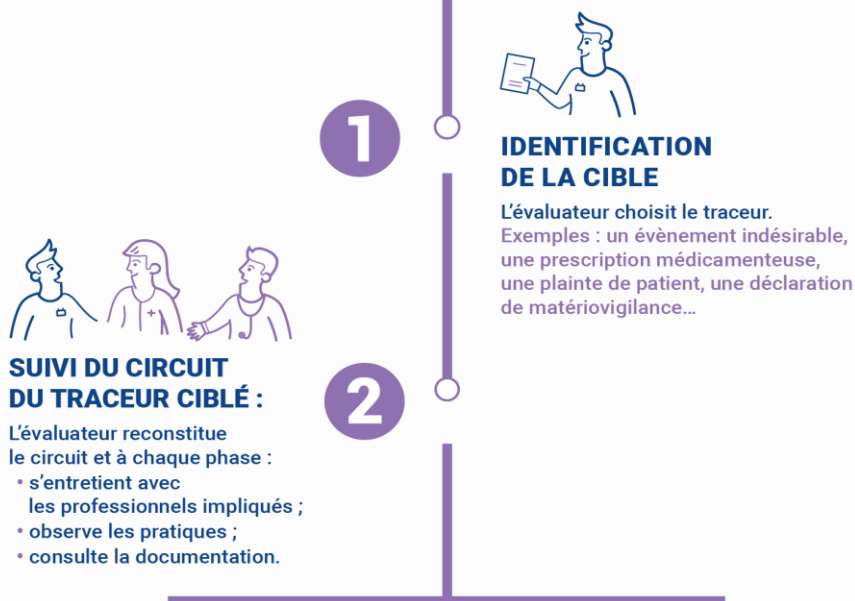 1
IDENTIFICATION
DE LA CIBLE
L'évaluateur choisit le traceur.
Exemples : un évènement indésirable,
une prescription médicamenteuse,
une plainte de patient, une déclaration
de matériovigilance...
SUIVI DU CIRCUIT
DU TRACEUR CIBLÉ :
2
L'évaluateur reconstitue
le circuit et à chaque phase :
• s'entretient avec
les professionnels impliqués ;
• observe les pratiques ;
• consulte la documentation.